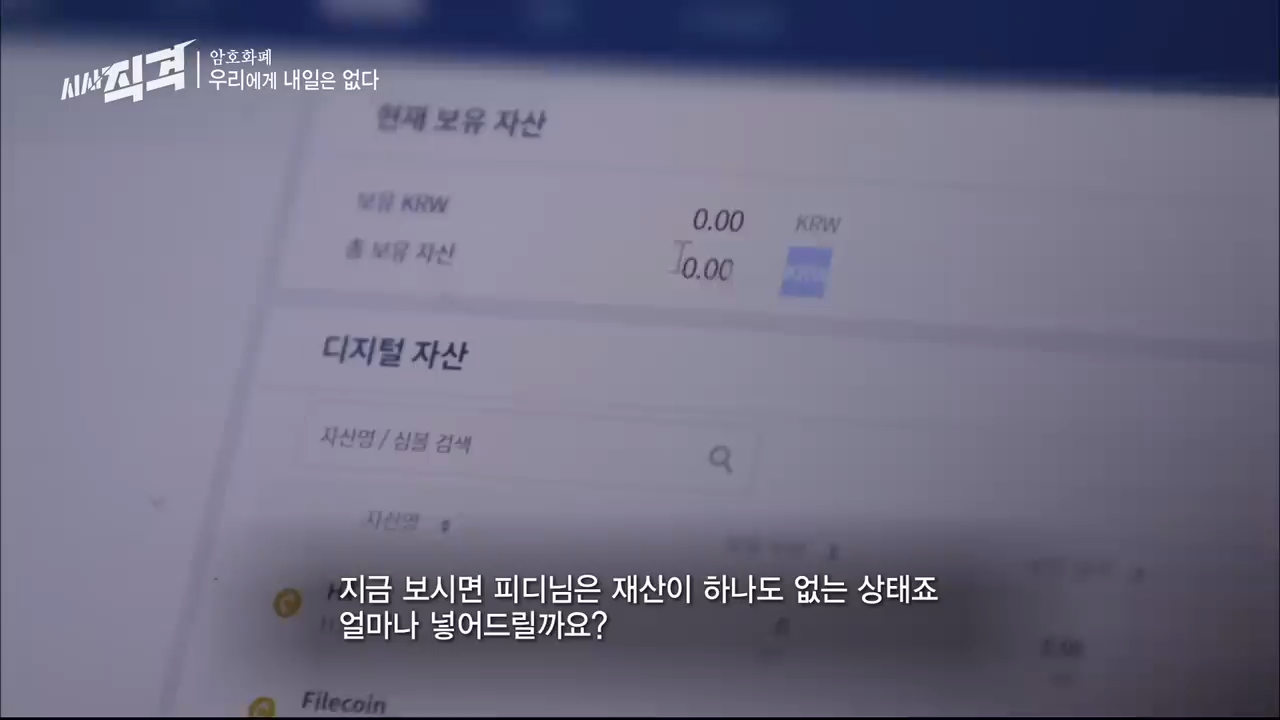 시사직격
암호화폐
우리에게 내일은 없다
현재 보유 자산
보유 KRW 0.00 KRW
총 보유 자산 0.00 KRW
디지털 자산
자산명 / 심볼 검색
자산명
지금 보시면 피디님은 재산이 하나도 없는 상태죠
얼마나 넣어드릴까요?
0.00
Filecoin